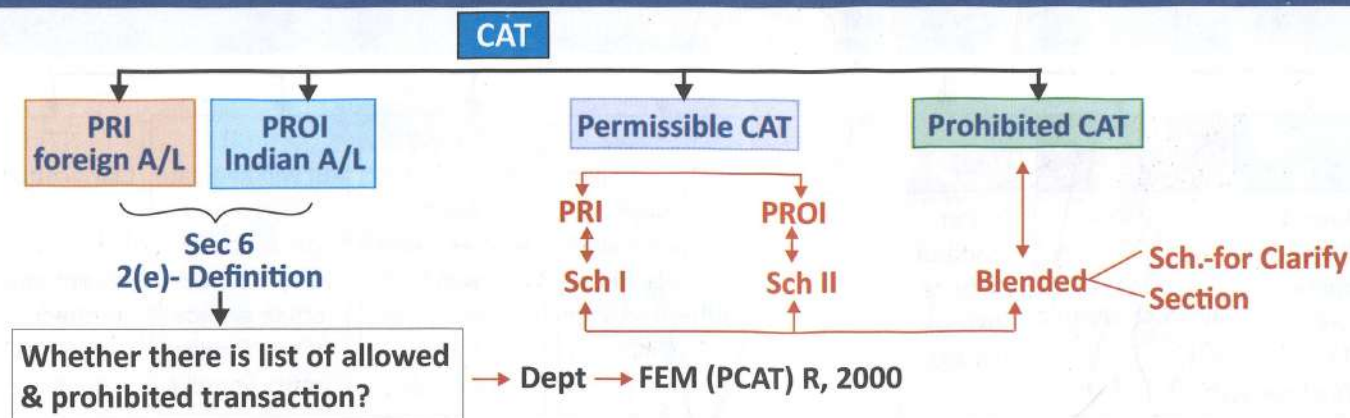 CAT
PRI
foreign A/L
PROI
Indian A/L
Permissible CAT
Prohibited CAT
Sec 6
2(e)- Definition
PRI
PROI
Sch I
Sch II
Blended
Sch.-for Clarify
Section
Whether there is list of allowed
& prohibited transaction?
Dept
FEM (PCAT) R, 2000